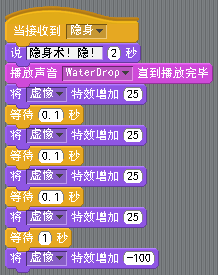 当接收到 隐身
说 隐身术！隐！ 2 秒
播放声音 WaterDrop 直到播放完毕
将 虚像 特效增加 25
等待 0.1 秒
将 虚像 特效增加 25
等待 0.1 秒
将 虚像 特效增加 25
等待 0.1 秒
将 虚像 特效增加 25
等待 1 秒
将 虚像 特效增加 -100